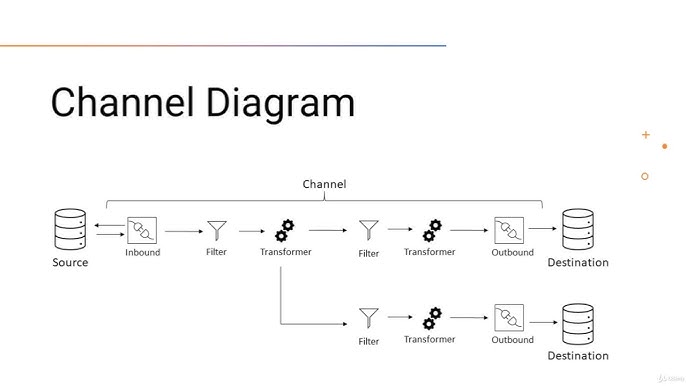 Channel Diagram
Channel
Inbound
Filter
Transformer
Filter
Transformer
Outbound
Source
Destination
Filter
Transformer
Outbound
Destination